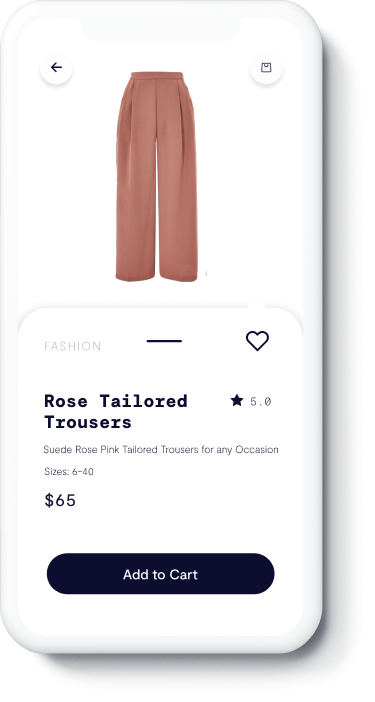 FASHION
Rose Tailored
Trousers
5.0
Suede Rose Pink Tailored Trousers for any Occasion
Sizes: 6-40
$65
Add to Cart